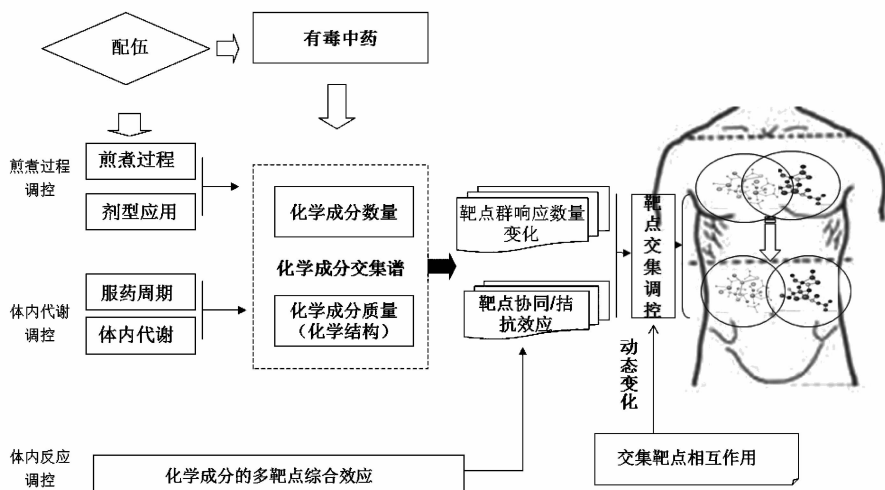 配伍
有毒中药
煎煮过程
调控
煎煮过程
剂型应用
化学成分数量
化学成分交集谱
化学成分质量
（化学结构）
体内代谢
调控
服药周期
体内代谢
靶点群响应数量
变化
靶点协同/拮
抗效应
靶点交集调控
动态变化
交集靶点相互作用
体内反应
调控
化学成分的多靶点综合效应